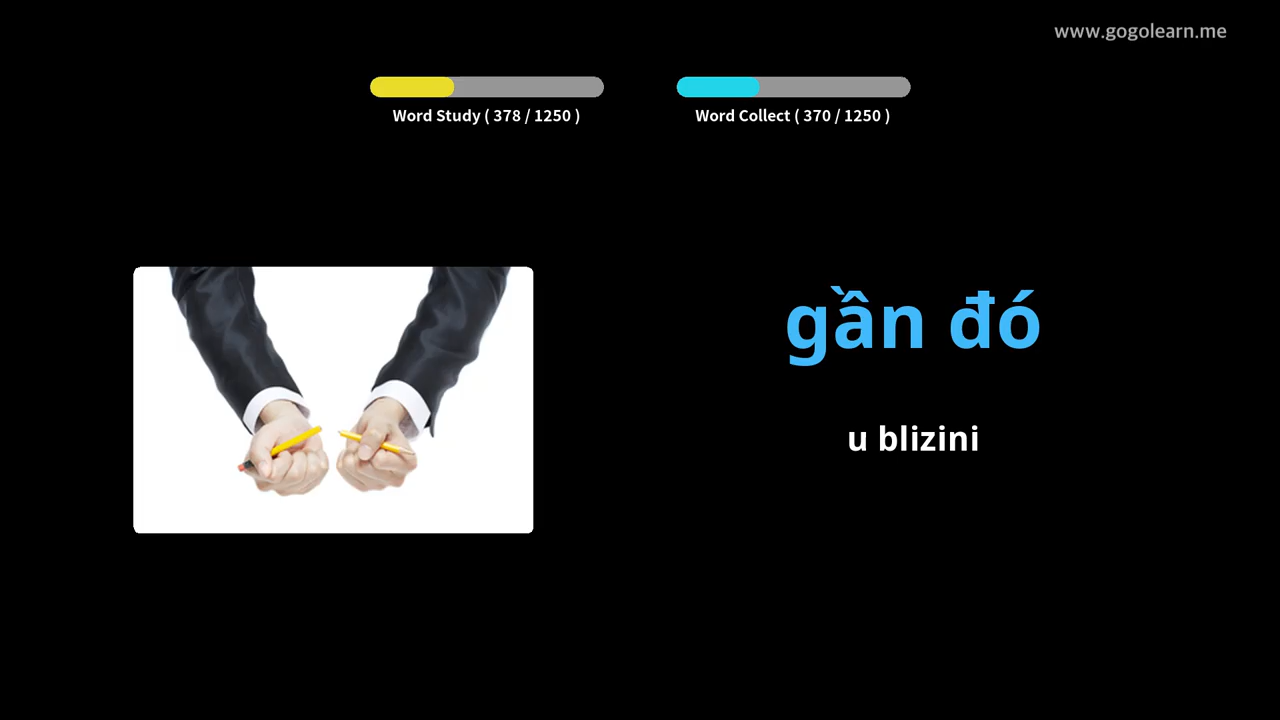 www.gogolearn.me
Word Study ( 378 / 1250 )
Word Collect ( 370 / 1250 )
gần đó
u blizini